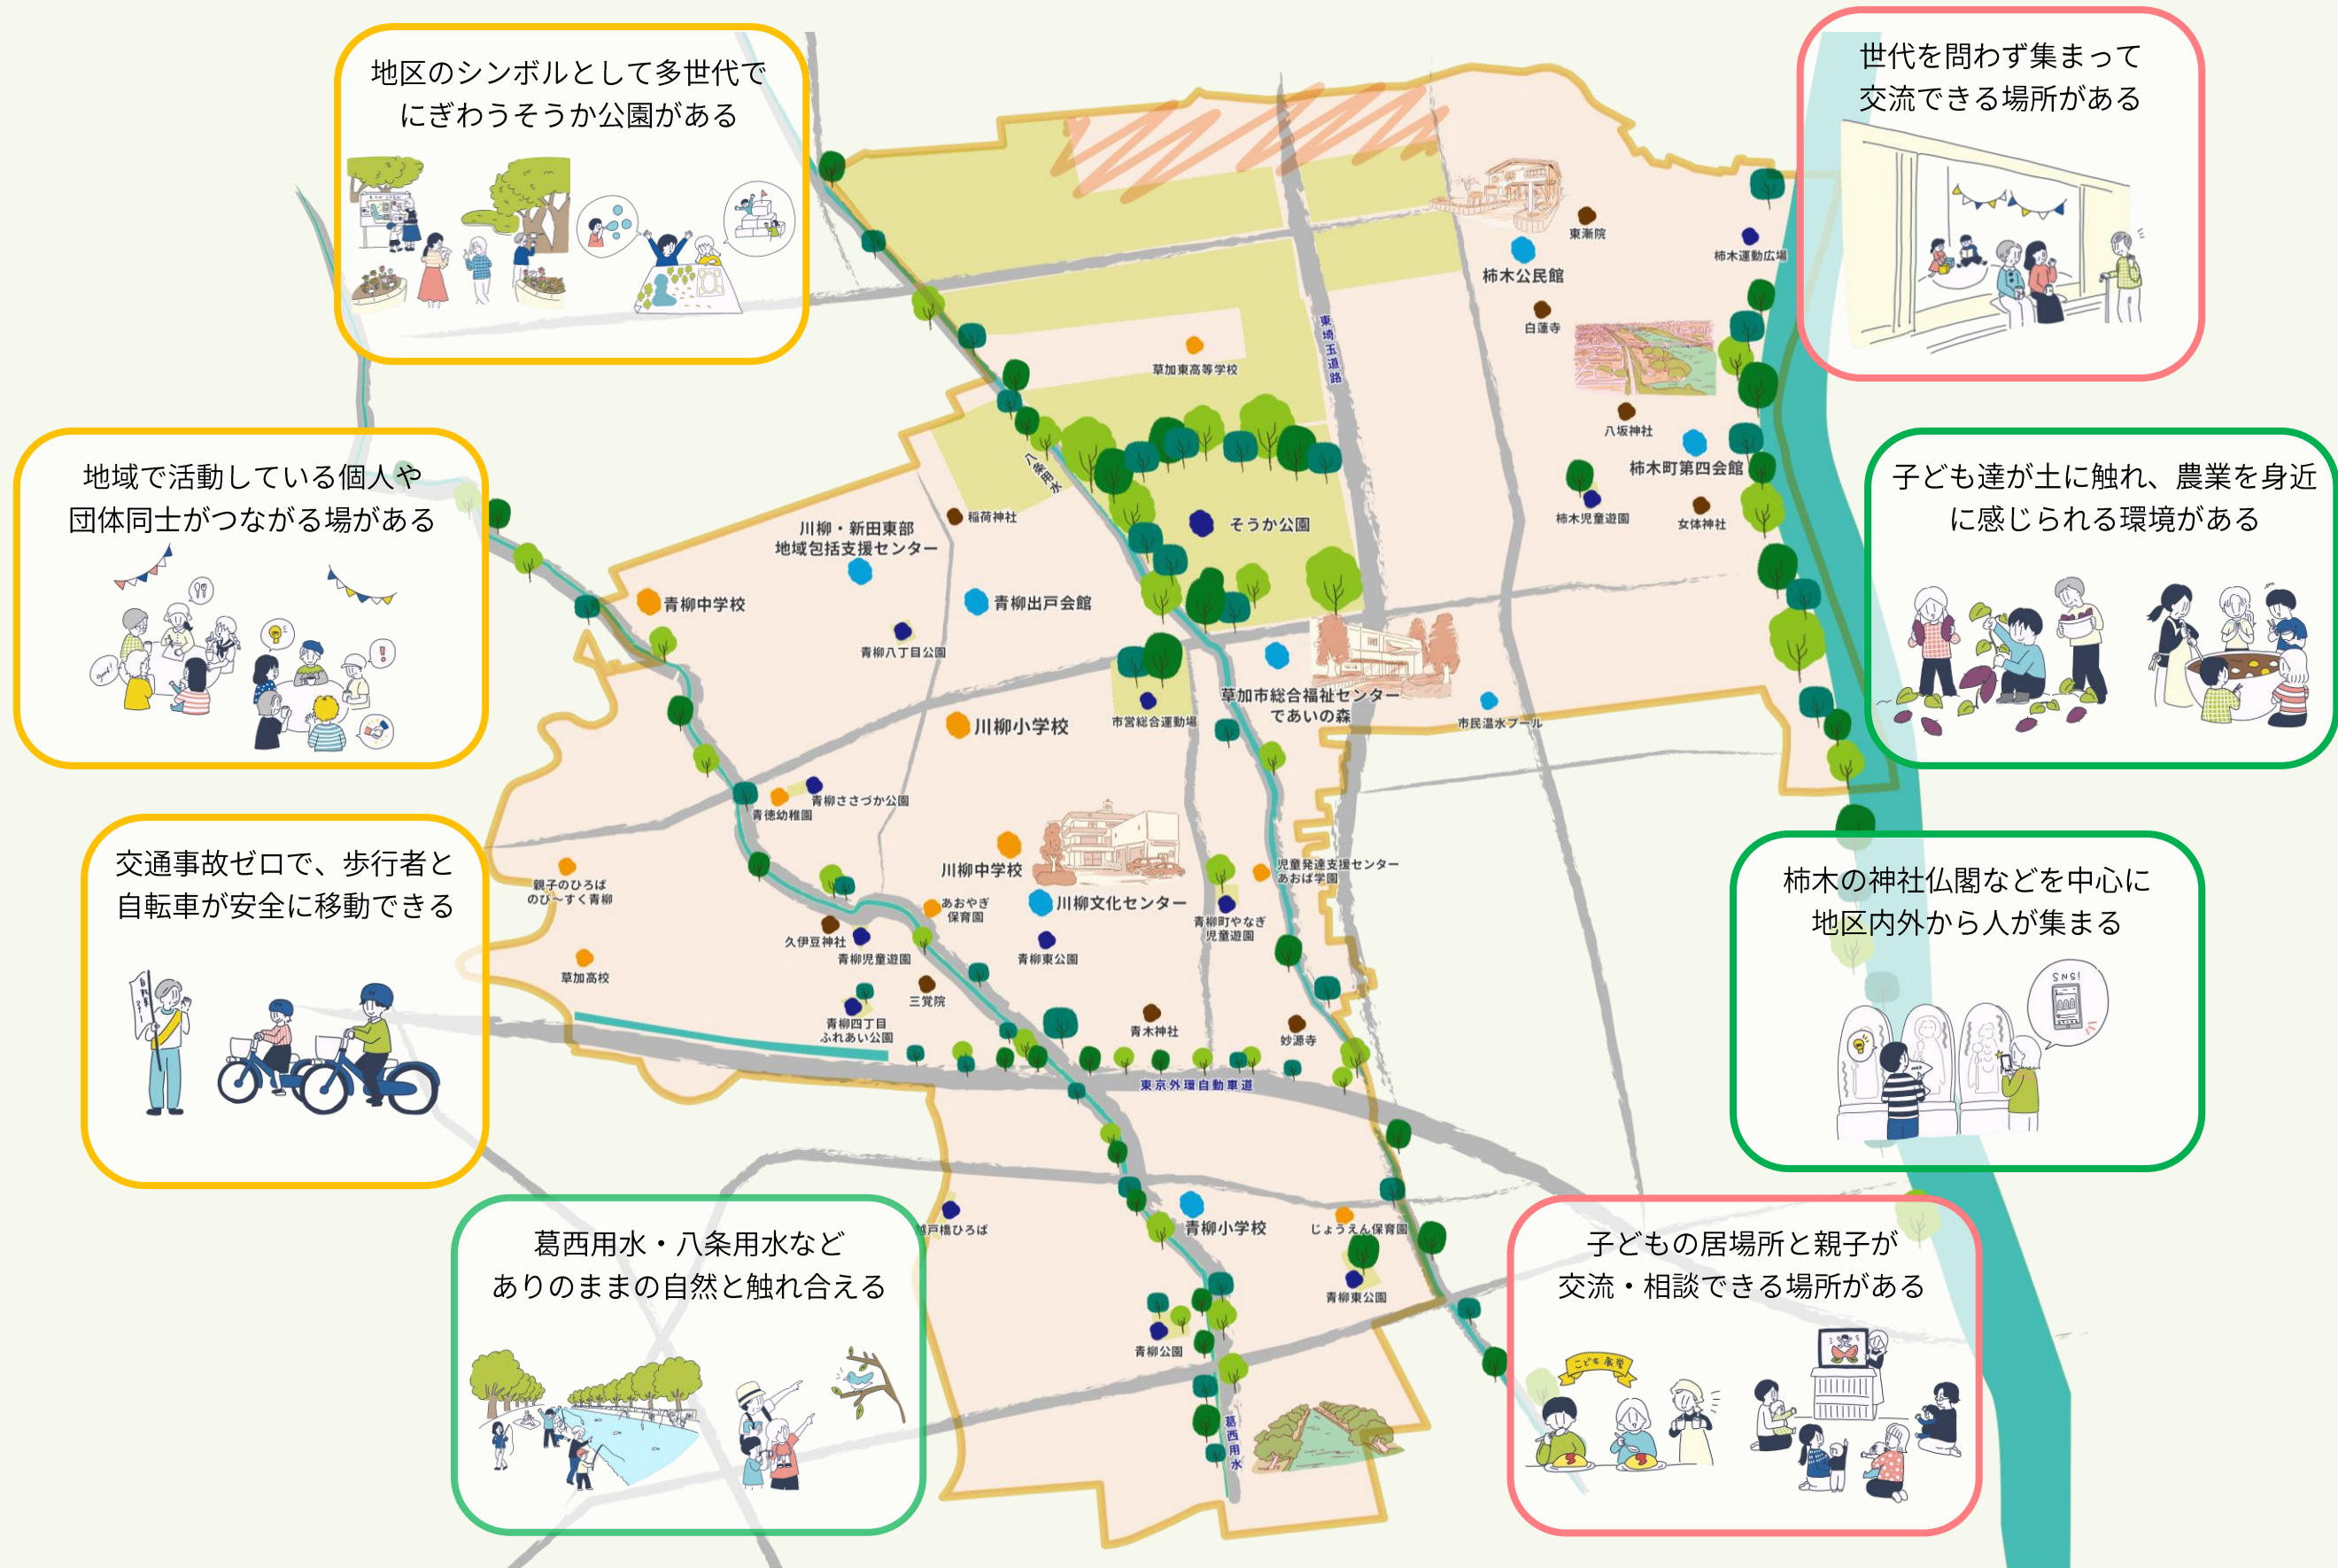 地区のシンボルとして多世代で
にぎわうそうか公園がある
世代を問わず集まって
交流できる場所がある
地域で活動している個人や
団体同士がつながる場がある
good!
!
子ども達が土に触れ、農業を身近
に感じられる環境がある
交通事故ゼロで、歩行者と
自転車が安全に移動できる
柿木の神社仏閣などを中心に
地区内外から人が集まる
SNS!
葛西用水・八条用水など
ありのままの自然と触れ合える
子どもの居場所と親子が
交流・相談できる場所がある
こども食堂
東漸院
柿木公民館
柿木運動広場
白蓮寺
東埼玉道路
草加東高等学校
八坂神社
柿木町第四会館
柿木児童遊園
女体神社
八条用水
稲荷神社
そうか公園
川柳・新田東部
地域包括支援センター
青柳中学校
青柳出戸会館
青柳八丁目公園
川柳小学校
市営総合運動場
草加市総合福祉センター
であいの森
市民温水プール
青柳ささづか公園
青徳幼稚園
川柳中学校
児童発達支援センター
あおば学園
親子のひろば
のび～すく青柳
あおやぎ
保育園
川柳文化センター
青柳町やなぎ
児童遊園
久伊豆神社
青柳児童遊園
青柳東公園
草加高校
三覚院
青柳四丁目
ふれあい公園
青木神社
妙源寺
東京外環自動車道
戸橋ひろば
青柳小学校
じょうえん保育園
青柳東公園
青柳公園
葛西用水